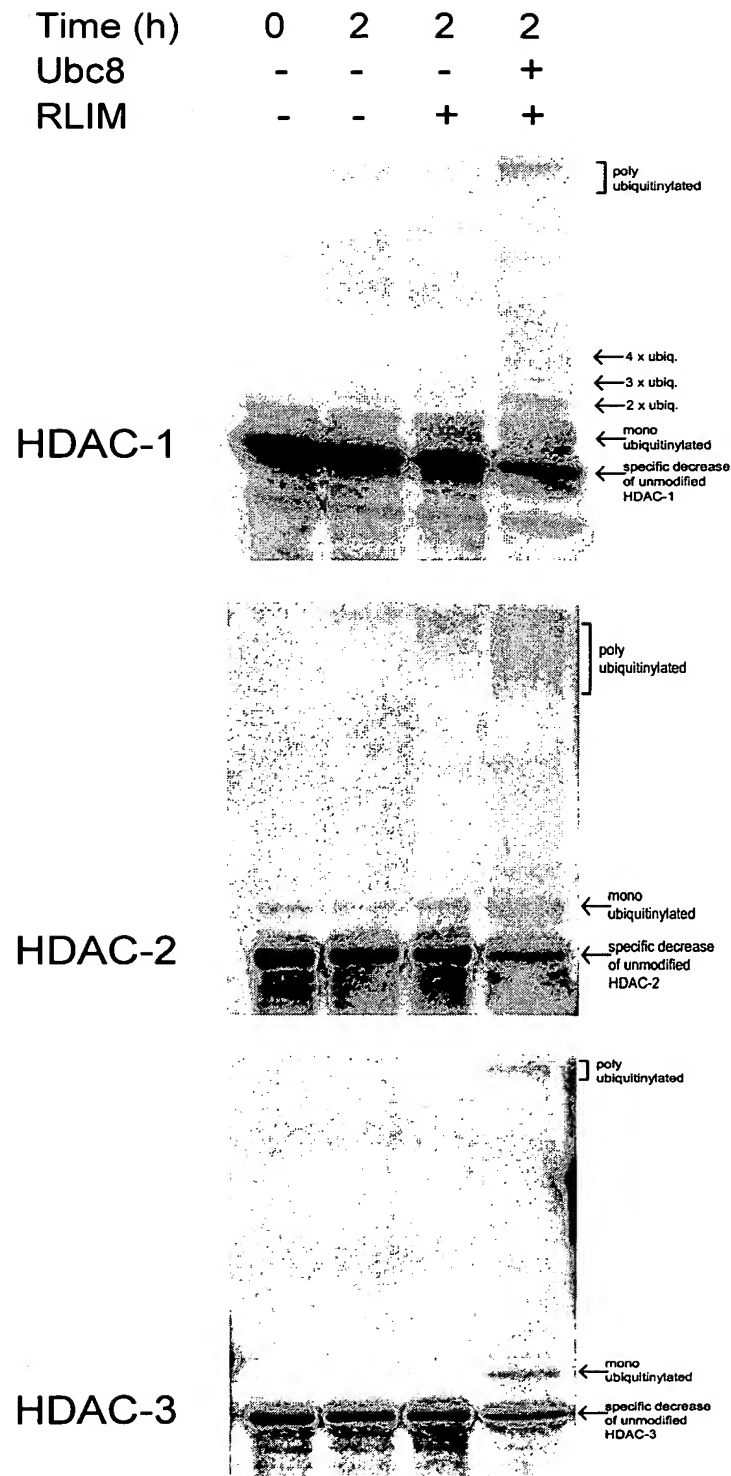 Time (h) 0 2 2 2
Ubc8 - - - +
RLIM - - + +
poly
ubiquitinylated
4 x ubiq.
3 x ubiq.
2 x ubiq.
HDAC-1
mono
ubiquitinylated
specific decrease
of unmodified
HDAC-1
poly
ubiquitinylated
mono
ubiquitinylated
HDAC-2
specific decrease
of unmodified
HDAC-2
poly
ubiquitinylated
mono
ubiquitinylated
HDAC-3
specific decrease
of unmodified
HDAC-3